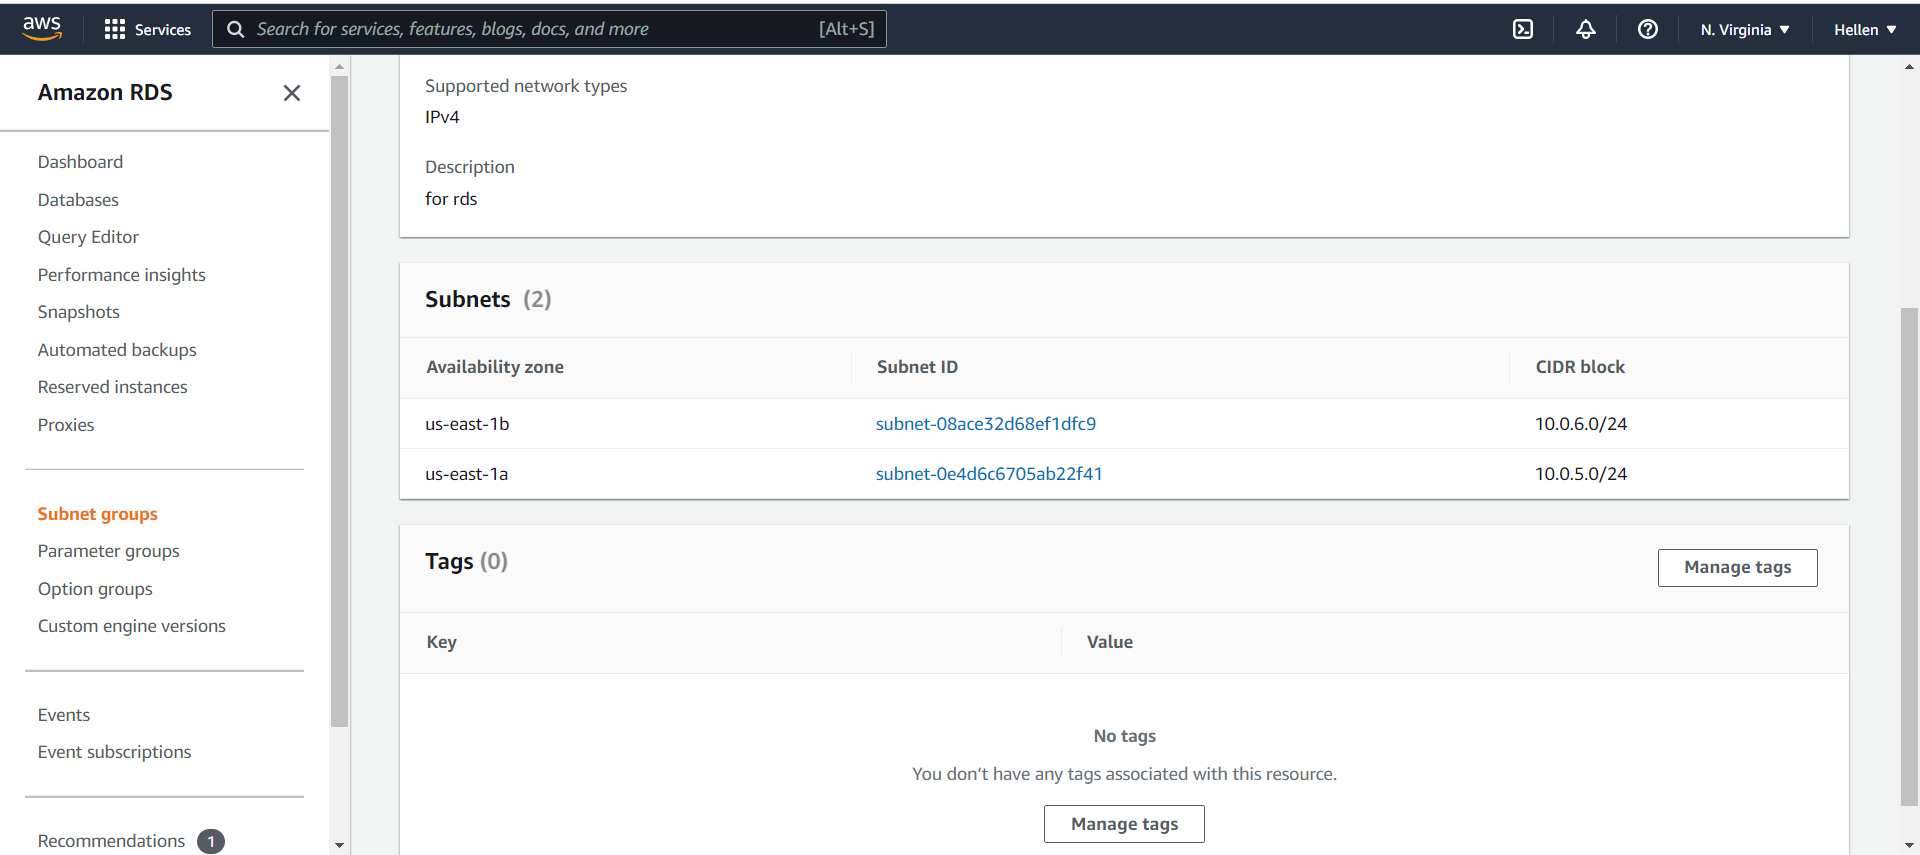 aws Services Search for services, features, blogs, docs, and more [Alt+S] N. Virginia Hellen
Amazon RDS
Dashboard
Databases
Query Editor
Performance insights
Snapshots
Automated backups
Reserved instances
Proxies
Subnet groups
Parameter groups
Option groups
Custom engine versions
Events
Event subscriptions
Recommendations 1
Supported network types
IPv4
Description
for rds
Subnets (2)
Availability zone Subnet ID CIDR block
us-east-1b subnet-08ace32d68ef1dfc9 10.0.6.0/24
us-east-1a subnet-0e4d6c6705ab22f41 10.0.5.0/24
Tags (0) Manage tags
Key Value
No tags
You don’t have any tags associated with this resource.
Manage tags